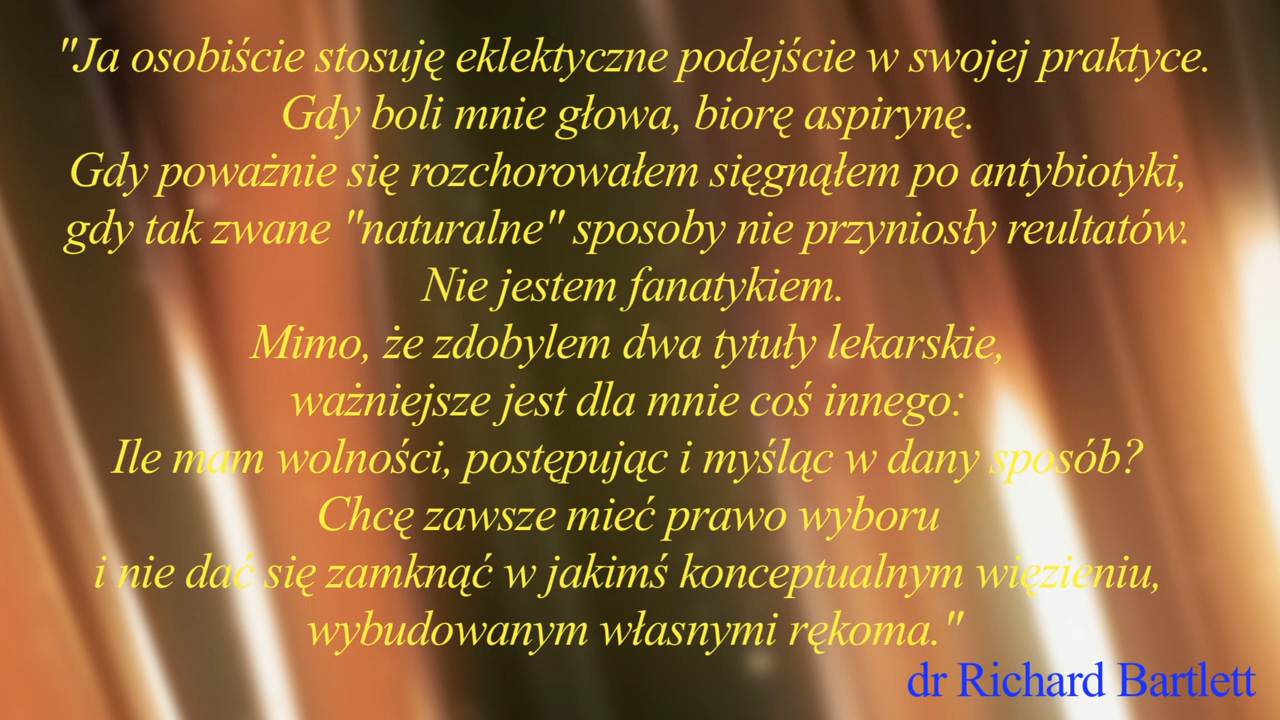 "Ja osobiście stosuję eklektyczne podejście w swojej praktyce.
Gdy boli mnie głowa, biorę aspirynę.
Gdy poważnie się rozchorowałem sięgnąłem po antybiotyki,
gdy tak zwane "naturalne" sposoby nie przyniosły reultatów.
Nie jestem fanatykiem.
Mimo, że zdobylem dwa tytuły lekarskie,
ważniejsze jest dla mnie coś innego:
Ile mam wolności, postępując i myśląc w dany sposób?
Chcę zawsze mieć prawo wyboru
i nie dać się zamknąć w jakimś konceptualnym więzieniu,
wybudowanym własnymi rękoma."
dr Richard Bartlett